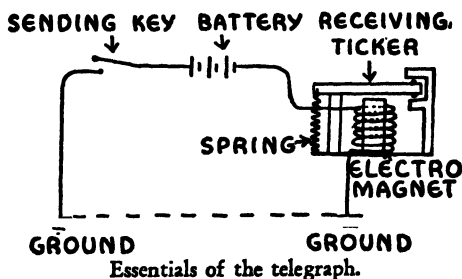 SENDING KEY BATTERY RECEIVING.
TICKER
SPRING
ELECTRO
MAGNET
GROUND GROUND
Essentials of the telegraph.